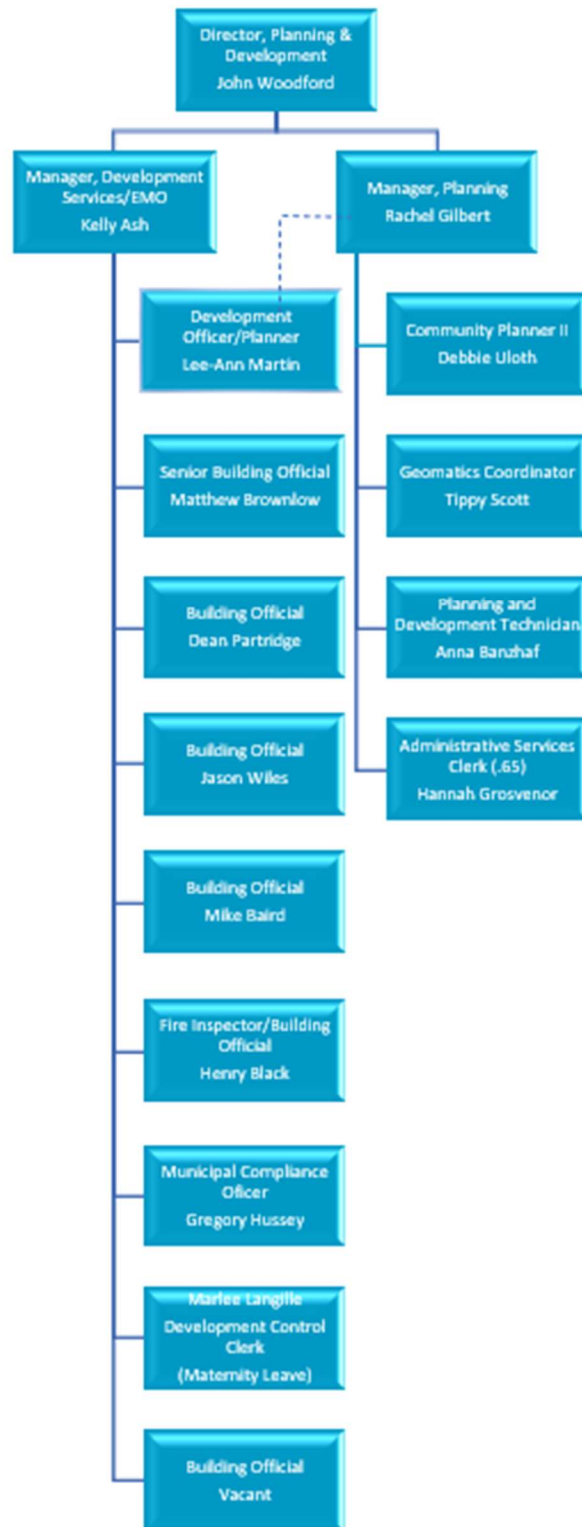 Director, Planning &
Development
John Woodford
Manager, Development
Services/EMO
Kelly Ash
Manager, Planning
Rachel Gilbert
Development
Officer/Planner
Lee-Ann Martin
Community Planner II
Debbie Uloth
Senior Building Official
Matthew Brownlow
Geomatics Coordinator
Tippy Scott
Building Official
Dean Partridge
Planning and
Development Technician
Anna Banzhaf
Building Official
Jason Wiles
Administrative Services
Clerk (.65)
Hannah Grosvenor
Building Official
Mike Baird
Fire Inspector/Building
Official
Henry Black
Municipal Compliance
Oficer
Gregory Hussey
Marlee Langille
Development Control
Clerk
(Maternity Leave)
Building Official
Vacant